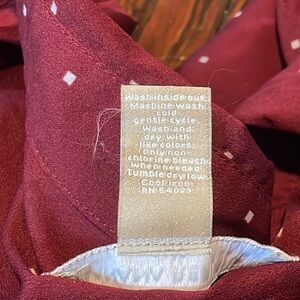 Wash inside out.
Machine wash
cold
gentle cycle.
Wash and
dry with
like colors.
Only non-
chlorine bleach
when needed.
Tumble dry low.
Cool iron
RN 54023